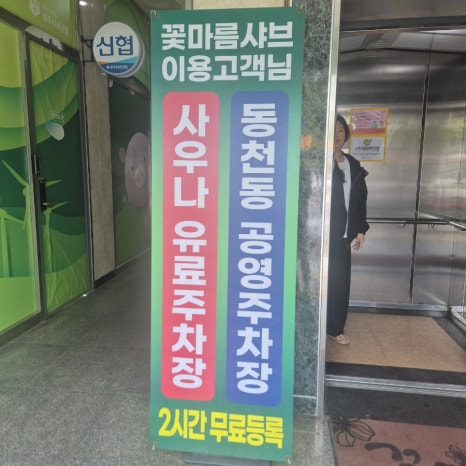 신협
꽃마름샤브
이용고객님
사우나 유료주차장
동천동 공영주차장
2시간 무료등록